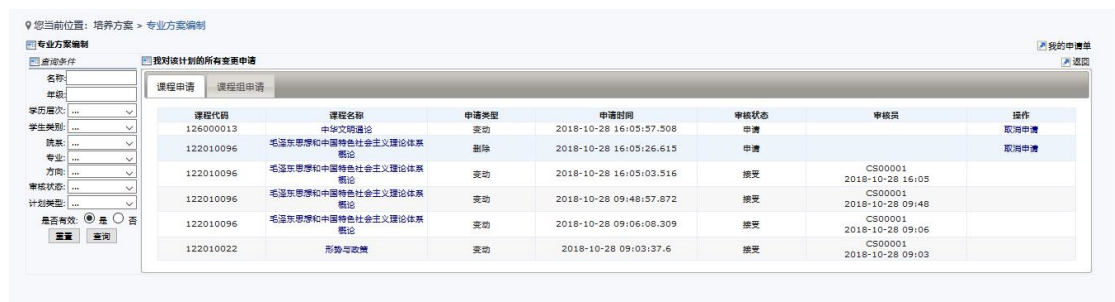 您当前位置：培养方案 > 专业方案编制
专业方案编制
我的申请单
查询条件
名称:
年级:
学历层次: ...
学生类别: ...
院系: ...
专业: ...
方向: ...
审核状态: ...
计划类型: ...
是否有效: 是 否
重置 查询
我对该计划的所有变更申请
返回
课程申请 课程组申请
课程代码 课程名称 申请类型 申请时间 审核状态 审核员 操作
126000013 中华文明通论 变动 2018-10-28 16:05:57.508 申请 取消申请
122010096 毛泽东思想和中国特色社会主义理论体系概论 删除 2018-10-28 16:05:26.615 申请 取消申请
122010096 毛泽东思想和中国特色社会主义理论体系概论 变动 2018-10-28 16:05:03.516 接受 CS00001 2018-10-28 16:05
122010096 毛泽东思想和中国特色社会主义理论体系概论 变动 2018-10-28 09:48:57.872 接受 CS00001 2018-10-28 09:48
122010096 毛泽东思想和中国特色社会主义理论体系概论 变动 2018-10-28 09:06:08.309 接受 CS00001 2018-10-28 09:06
122010022 形势与政策 变动 2018-10-28 09:03:37.6 接受 CS00001 2018-10-28 09:03